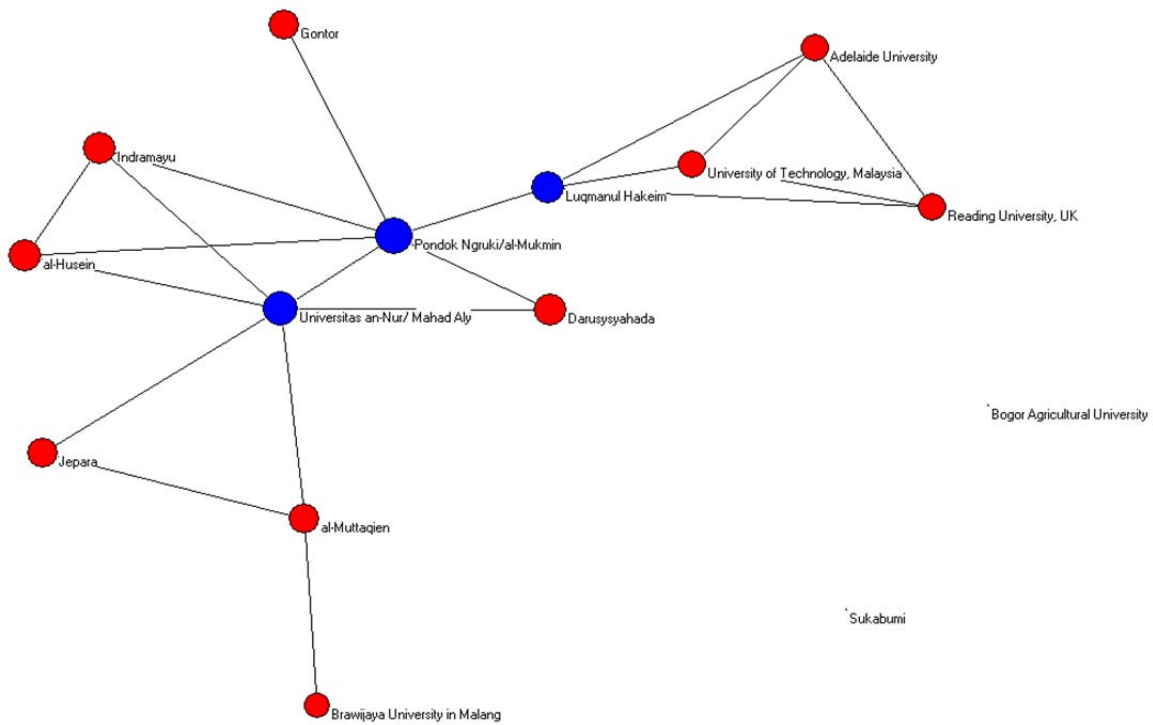 Gontor
Adelaide University
Indramayu
University of Technology, Malaysia
Luqmanul Hakeim
Reading University, UK
Pondok Ngruki/al-Mukmin
al-Husein
Universitas an-Nur/ Mahad Aly
Darusysyahada
Bogor Agricultural University
Jepara
al-Muttaqien
Sukabumi
Brawijaya University in Malang